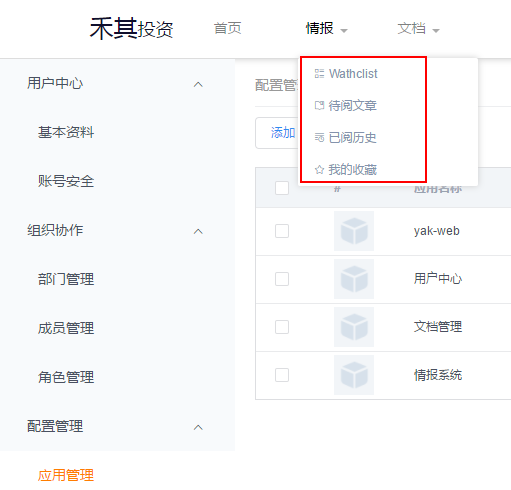 禾其投资 首页 情报 文档
用户中心
基本资料
账号安全
组织协作
部门管理
成员管理
角色管理
配置管理
应用管理
Wathclist
待阅文章
已阅历史
我的收藏
配置管
添加
# 应用名称
yak-web
用户中心
文档管理
情报系统